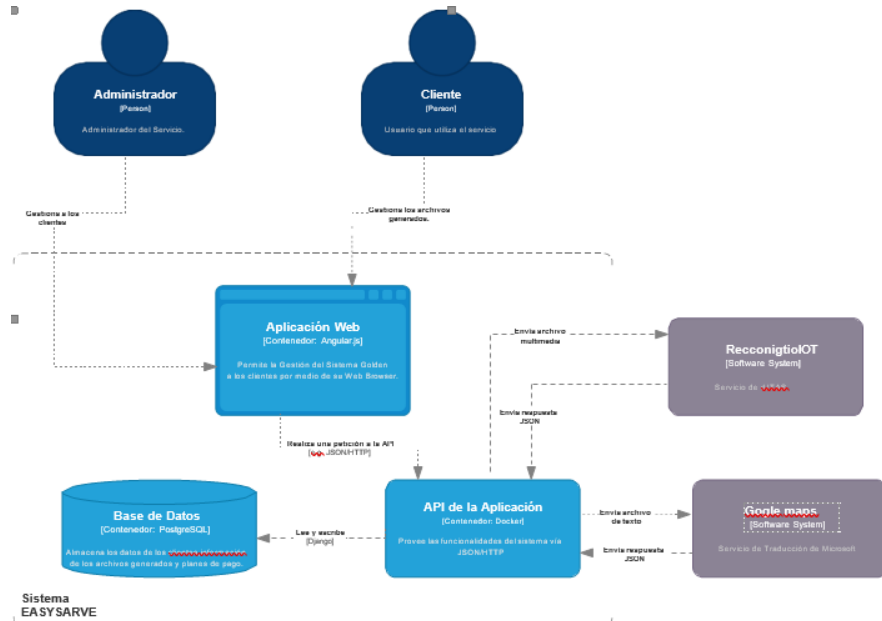 Administrador
[Person]
Administrador del Servicio.
Cliente
[Person]
Usuario que utiliza el servicio
Gestiona a los
clientes
Gestiona los archivos
generados.
Aplicación Web
[Contenedor: Angular.js]
Permite la Gestión del Sistema Golden
a los clientes por medio de su Web Browser.
Envía archivo
multimedia
RecconigtioIOT
[Software System]
Servicio de
Envía respuesta
JSON
Realiza una petición a la API
JSON/HTTP]
Base de Datos
[Contenedor: PostgreSQL]
Almacena los datos de los
de los archivos generados y planes de pago.
Lee y escribe
[Django]
API de la Aplicación
[Contenedor: Docker]
Provee las funcionalidades del sistema vía
JSON/HTTP
Envía archivo
de texto
Envía respuesta
JSON
Gogle maps
[Software System]
Servicio de Traducción de Microsoft
Sistema
EASYSARVE